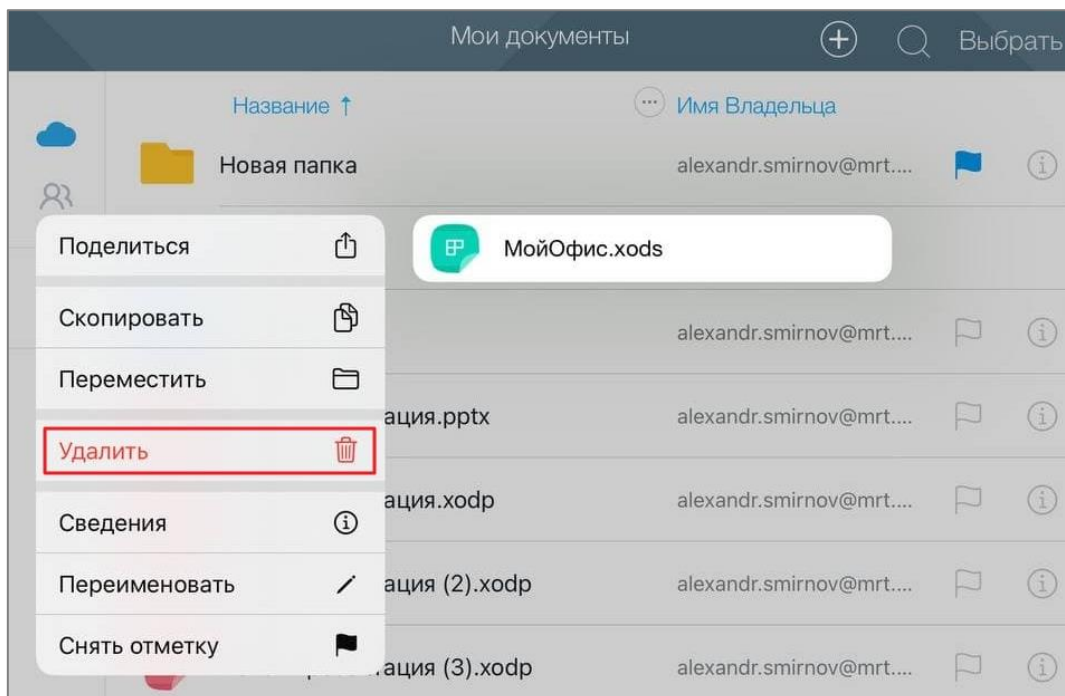 Мои документы
Выбрать
Название ↑
Имя Владельца
Новая папка
alexandr.smirnov@mrt....
Поделиться
МойОфис.xods
Скопировать
alexandr.smirnov@mrt....
Переместить
ация.pptx
alexandr.smirnov@mrt....
Удалить
ация.xodp
alexandr.smirnov@mrt....
Сведения
Переименовать
ация (2).xodp
alexandr.smirnov@mrt....
Снять отметку
ация (3).xodp
alexandr.smirnov@mrt....